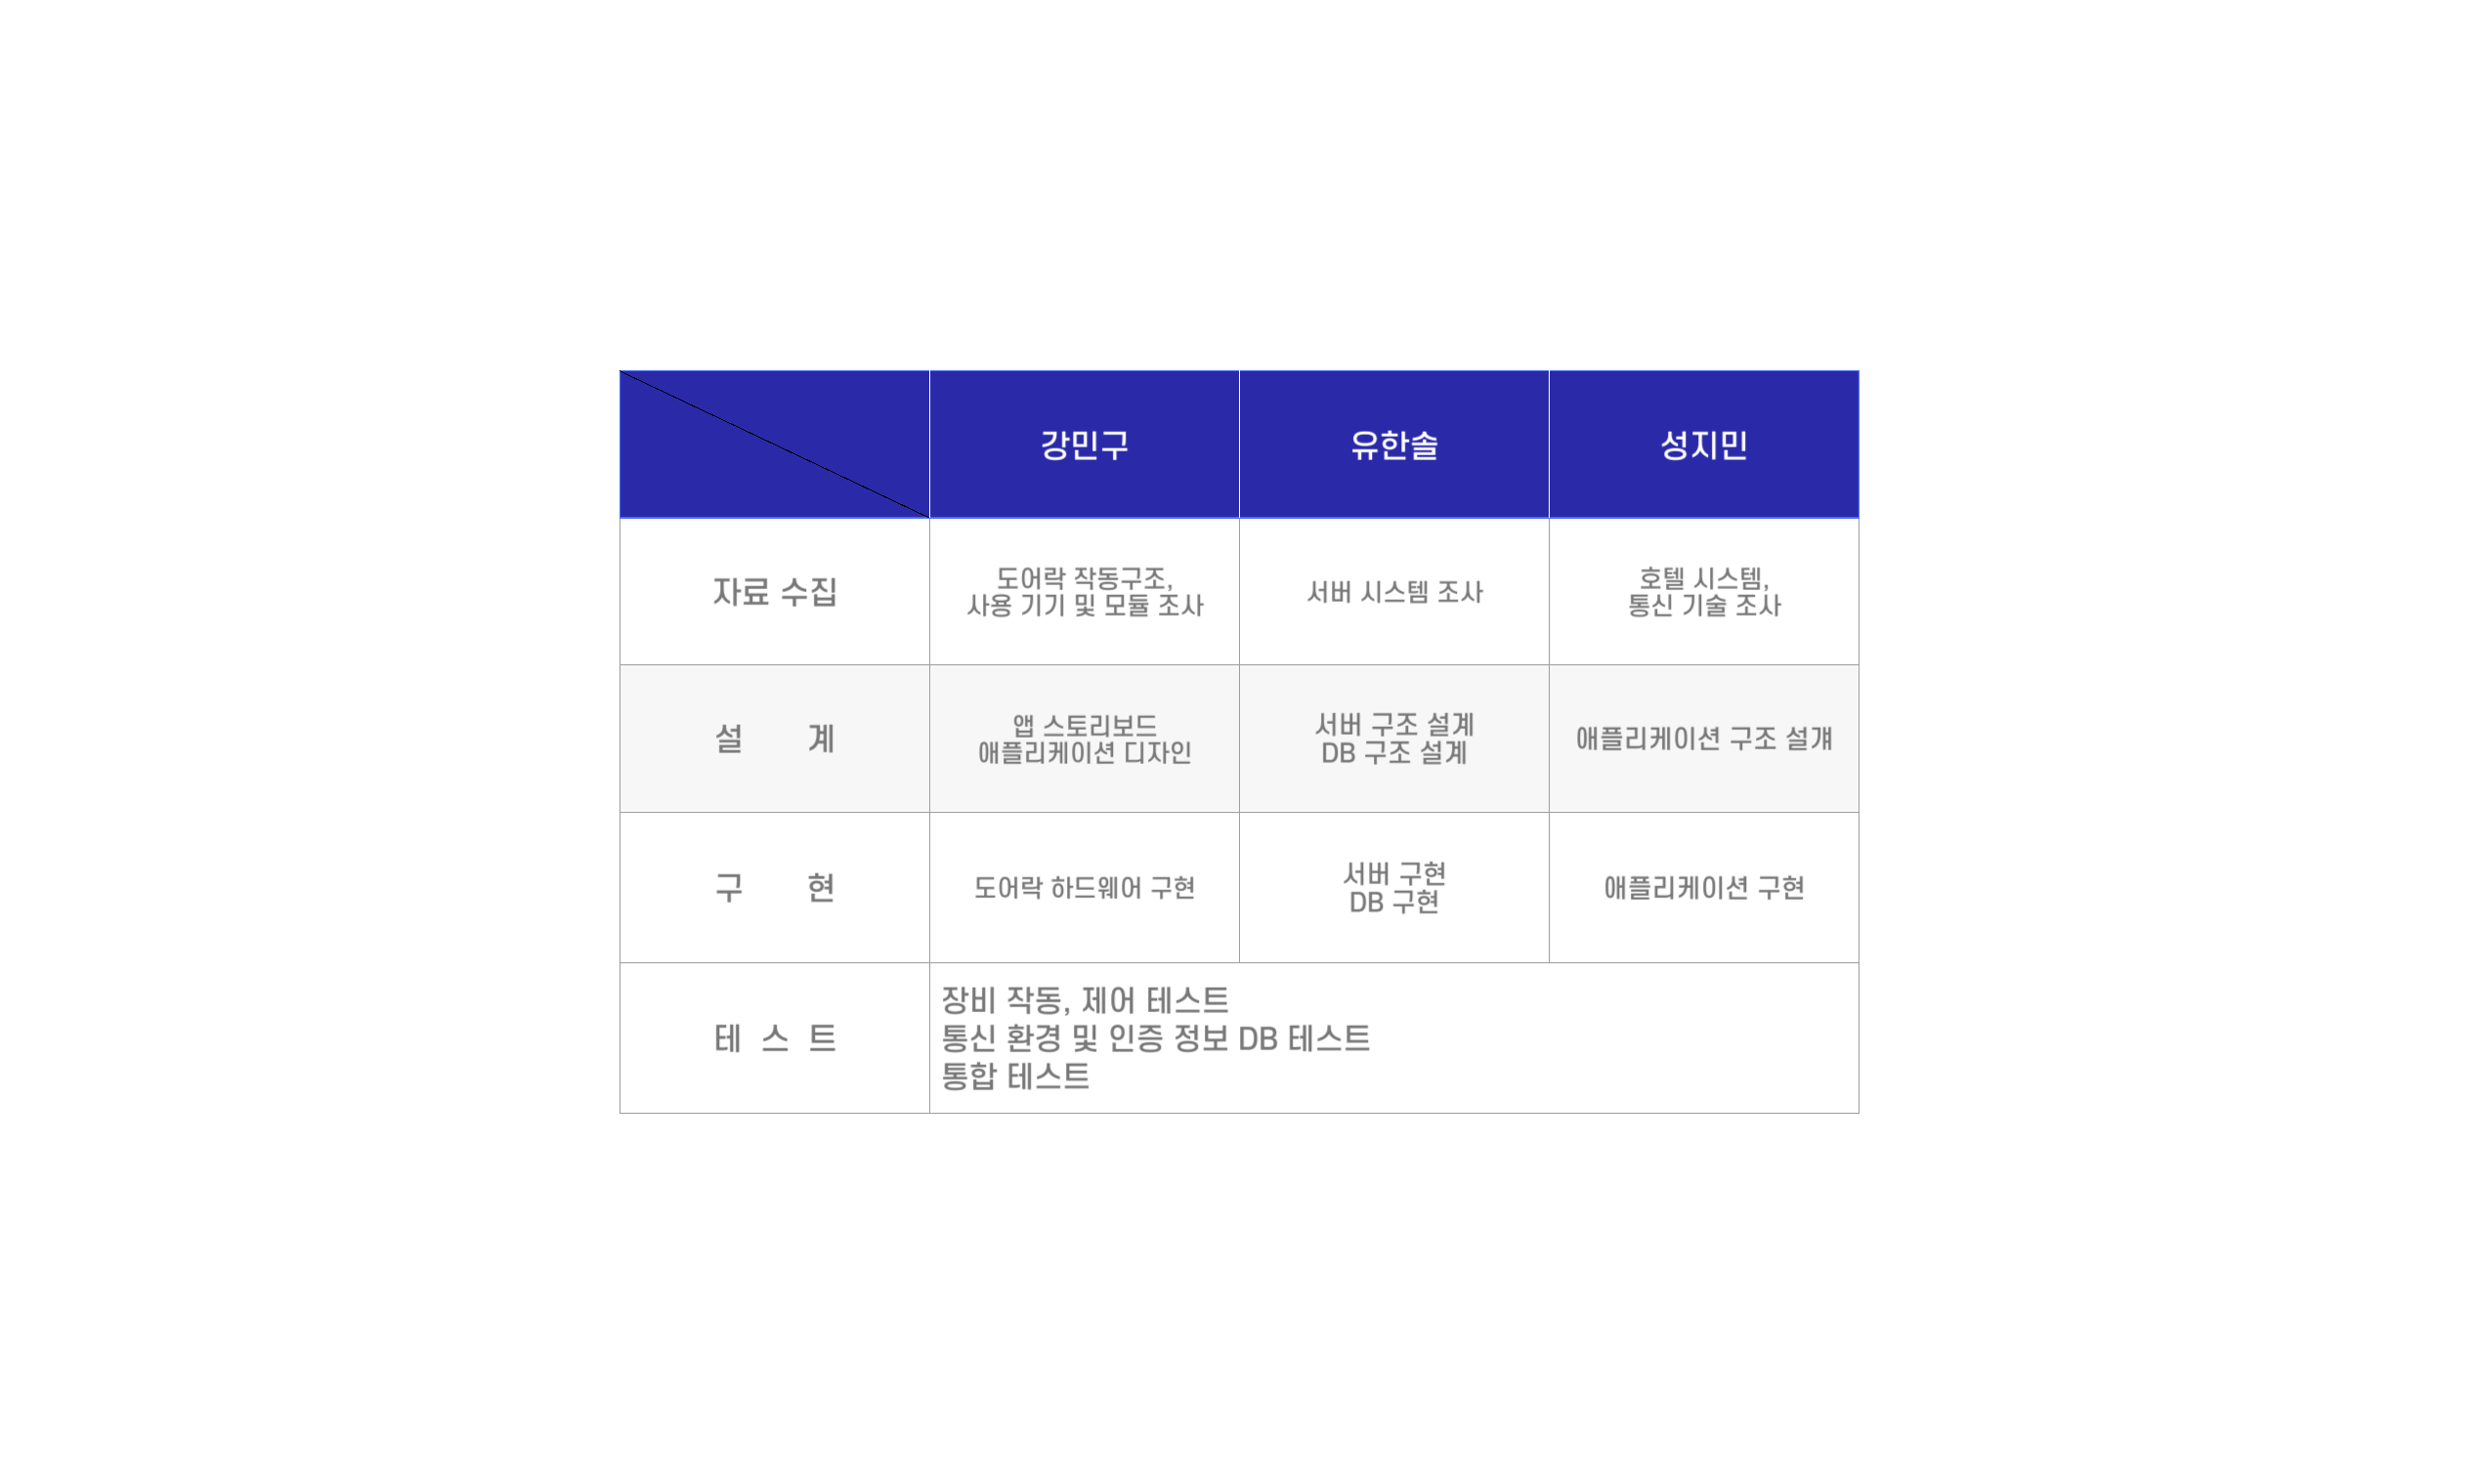 강민구 유한솔 성지민
자료 수집
도어락 작동구조,
사용기기 및 모듈 조사
서버 시스템 조사
호텔 시스템,
통신 기술 조사
설 계
앱 스토리보드
애플리케이션 디자인
서버 구조 설계
DB 구조 설계
애플리케이션 구조 설계
구 현
도어락 하드웨어 구현
서버 구현
DB 구현
애플리케이션 구현
테 스 트
장비 작동, 제어 테스트
통신 환경 및 인증 정보 DB 테스트
통합 테스트